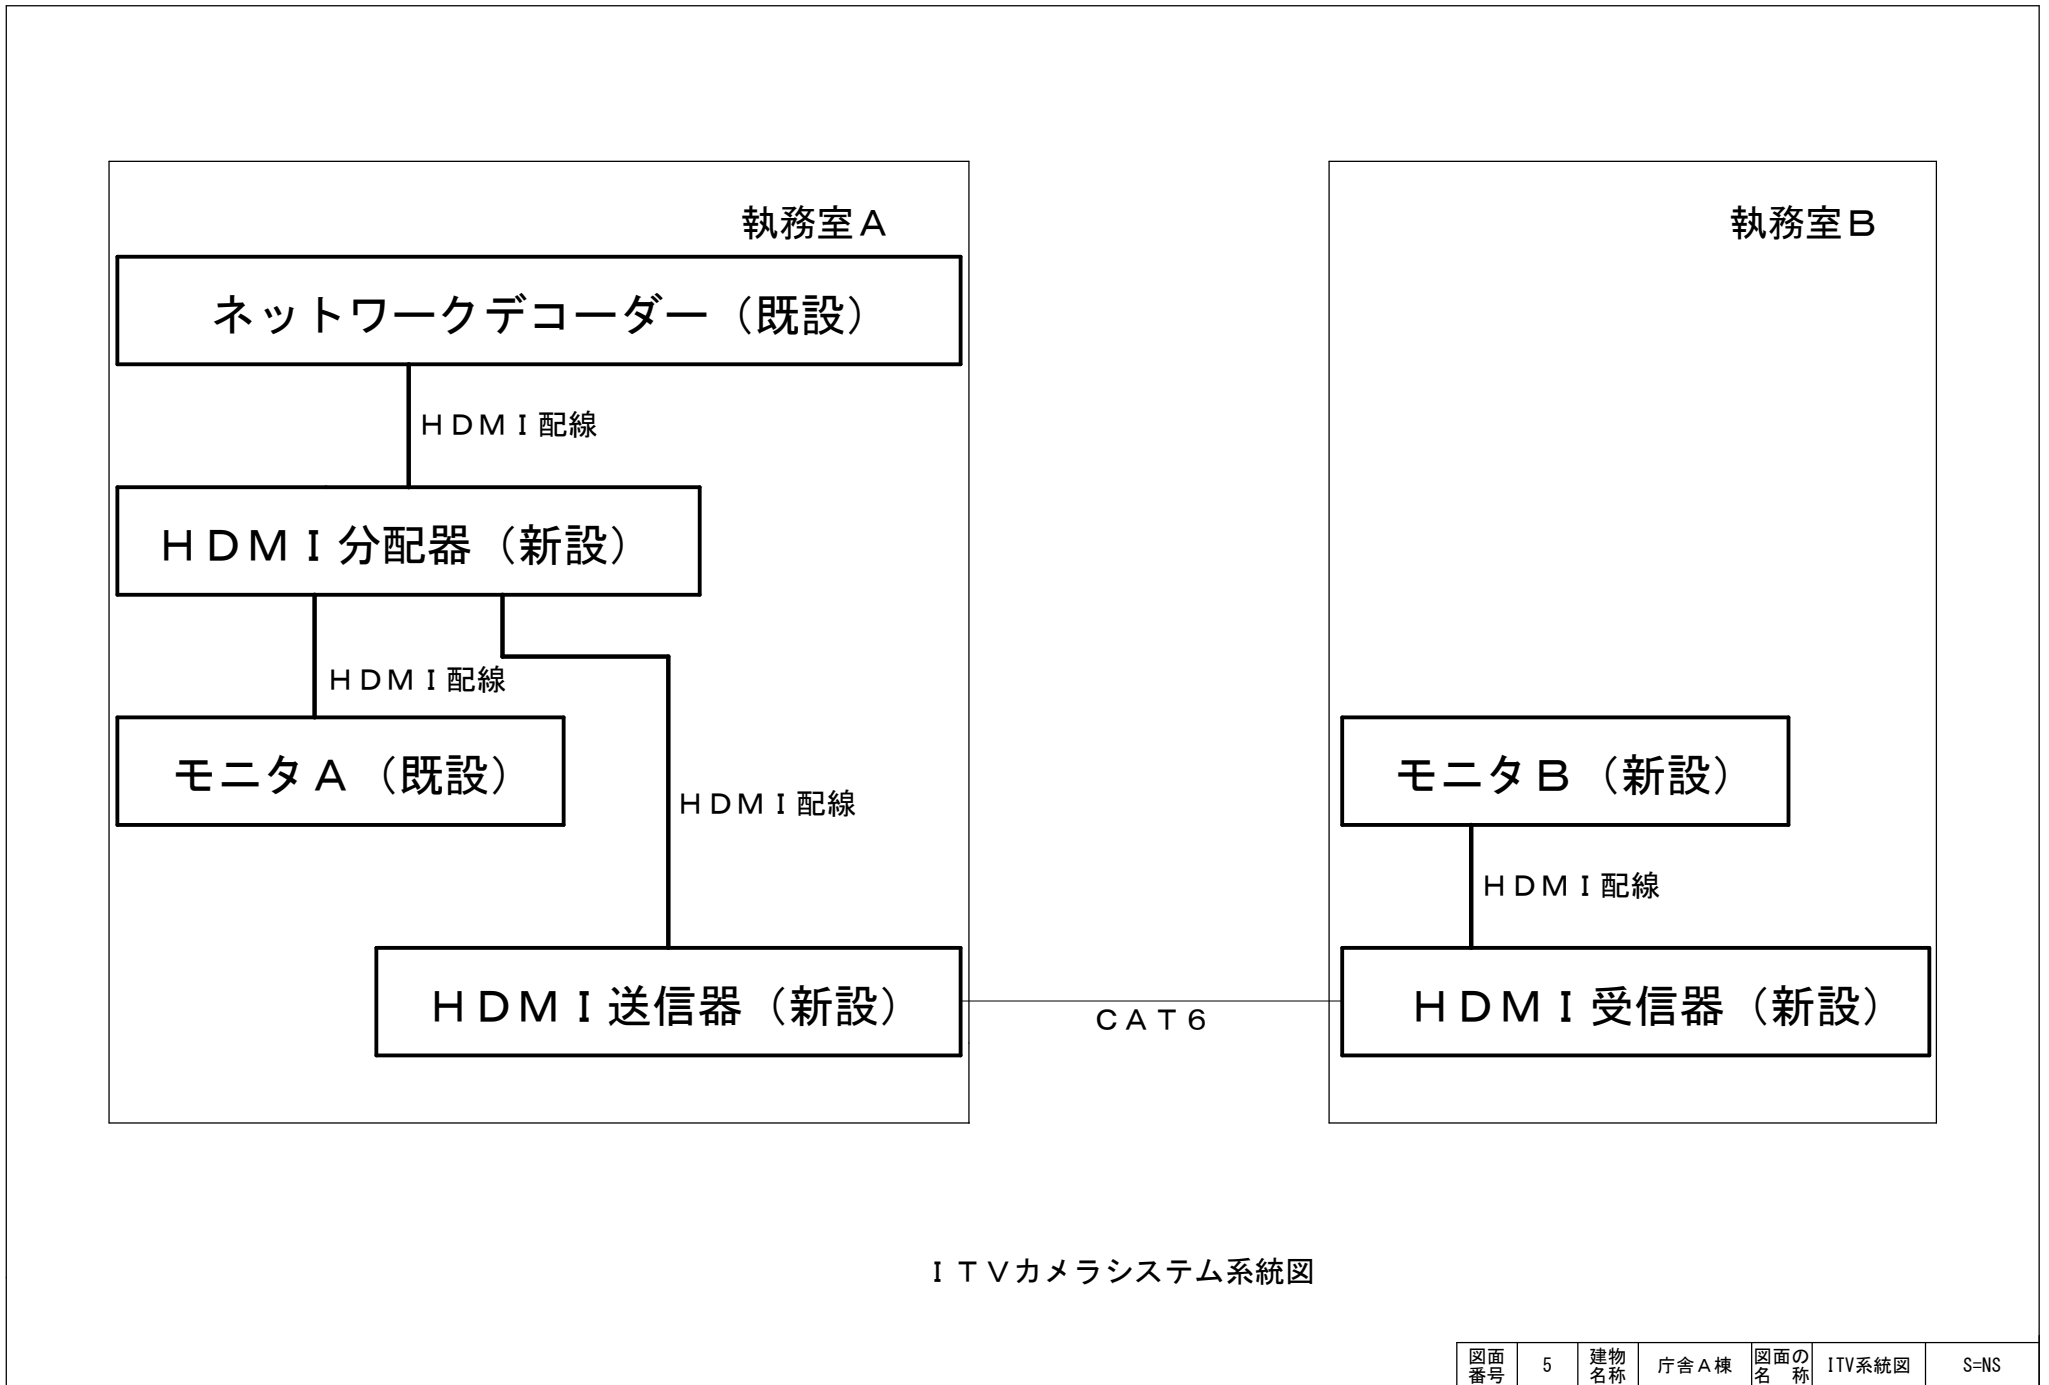 執務室A
ネットワークデコーダー（既設）
HDMI配線
HDMI分配器（新設）
HDMI配線
モニタA（既設）
HDMI配線
HDMI送信器（新設）
CAT6
執務室B
モニタB（新設）
HDMI配線
HDMI受信器（新設）
ITVカメラシステム系統図
図面番号 5 建物名称 庁舎A棟 図面の名称 ITV系統図 S=NS